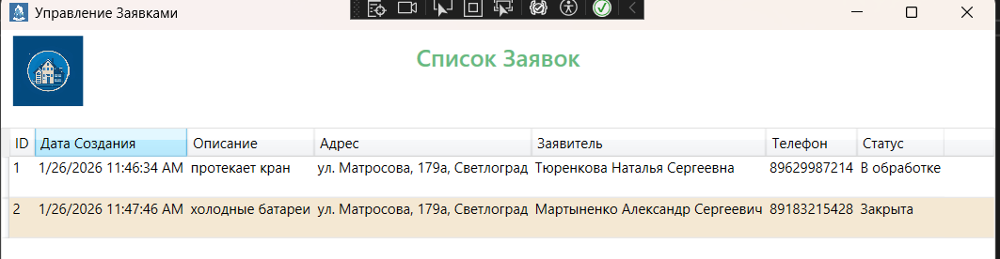 Управление Заявками
Список Заявок
ID Дата Создания Описание Адрес Заявитель Телефон Статус
1 1/26/2026 11:46:34 AM протекает кран ул. Матросова, 179а, Светлоград Тюренкова Наталья Сергеевна 89629987214 В обработке
2 1/26/2026 11:47:46 AM холодные батареи ул. Матросова, 179а, Светлоград Мартыненко Александр Сергеевич 89183215428 Закрыта